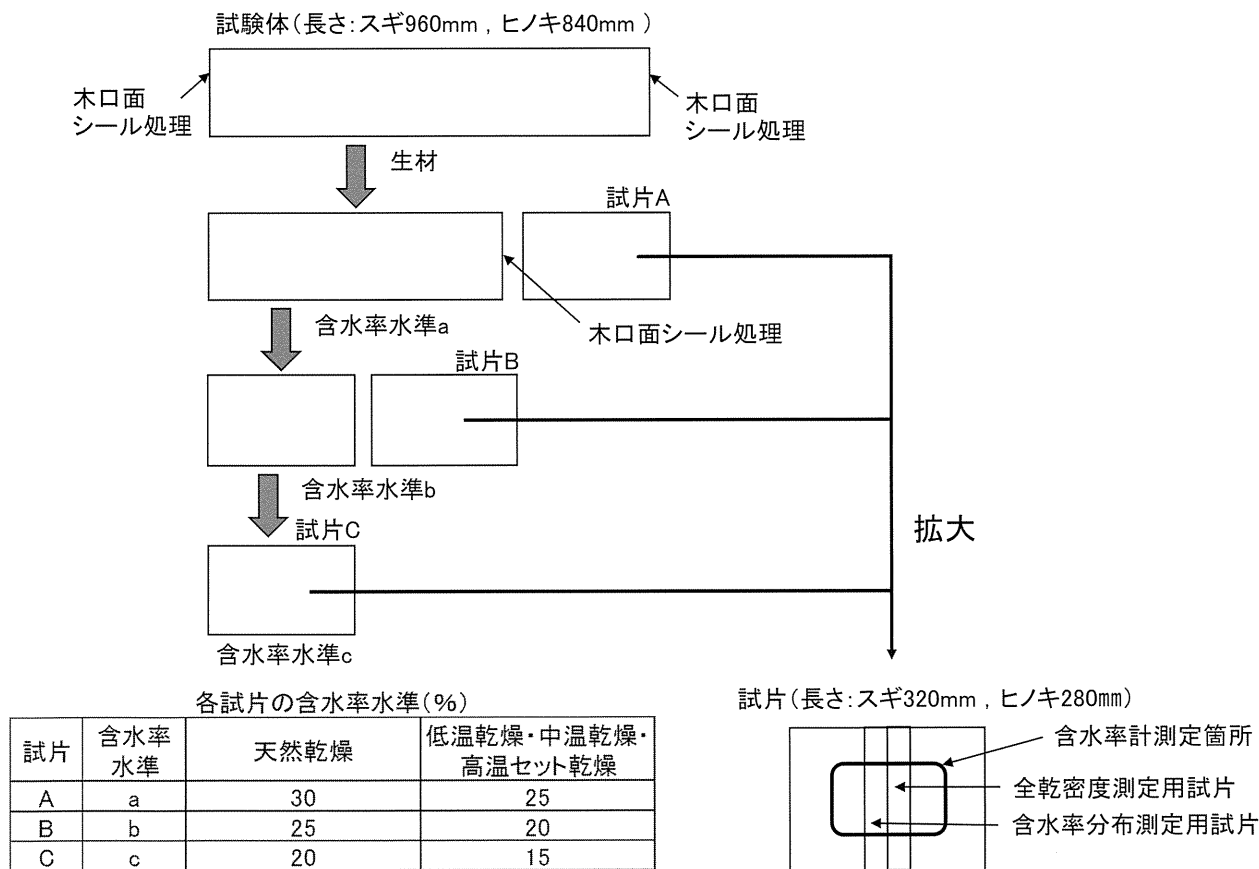 試験体(長さ:スギ960mm , ヒノキ840mm )
木口面
シール処理
木口面
シール処理
生材
試片A
木口面シール処理
含水率水準a
試片B
含水率水準b
試片C
拡大
含水率水準c
各試片の含水率水準(%)
試片 含水率水準 天然乾燥 低温乾燥・中温乾燥・高温セット乾燥
A a 30 25
B b 25 20
C c 20 15
試片(長さ:スギ320mm , ヒノキ280㎜)
含水率計測定箇所
全乾密度測定用試片
含水率分布測定用試片